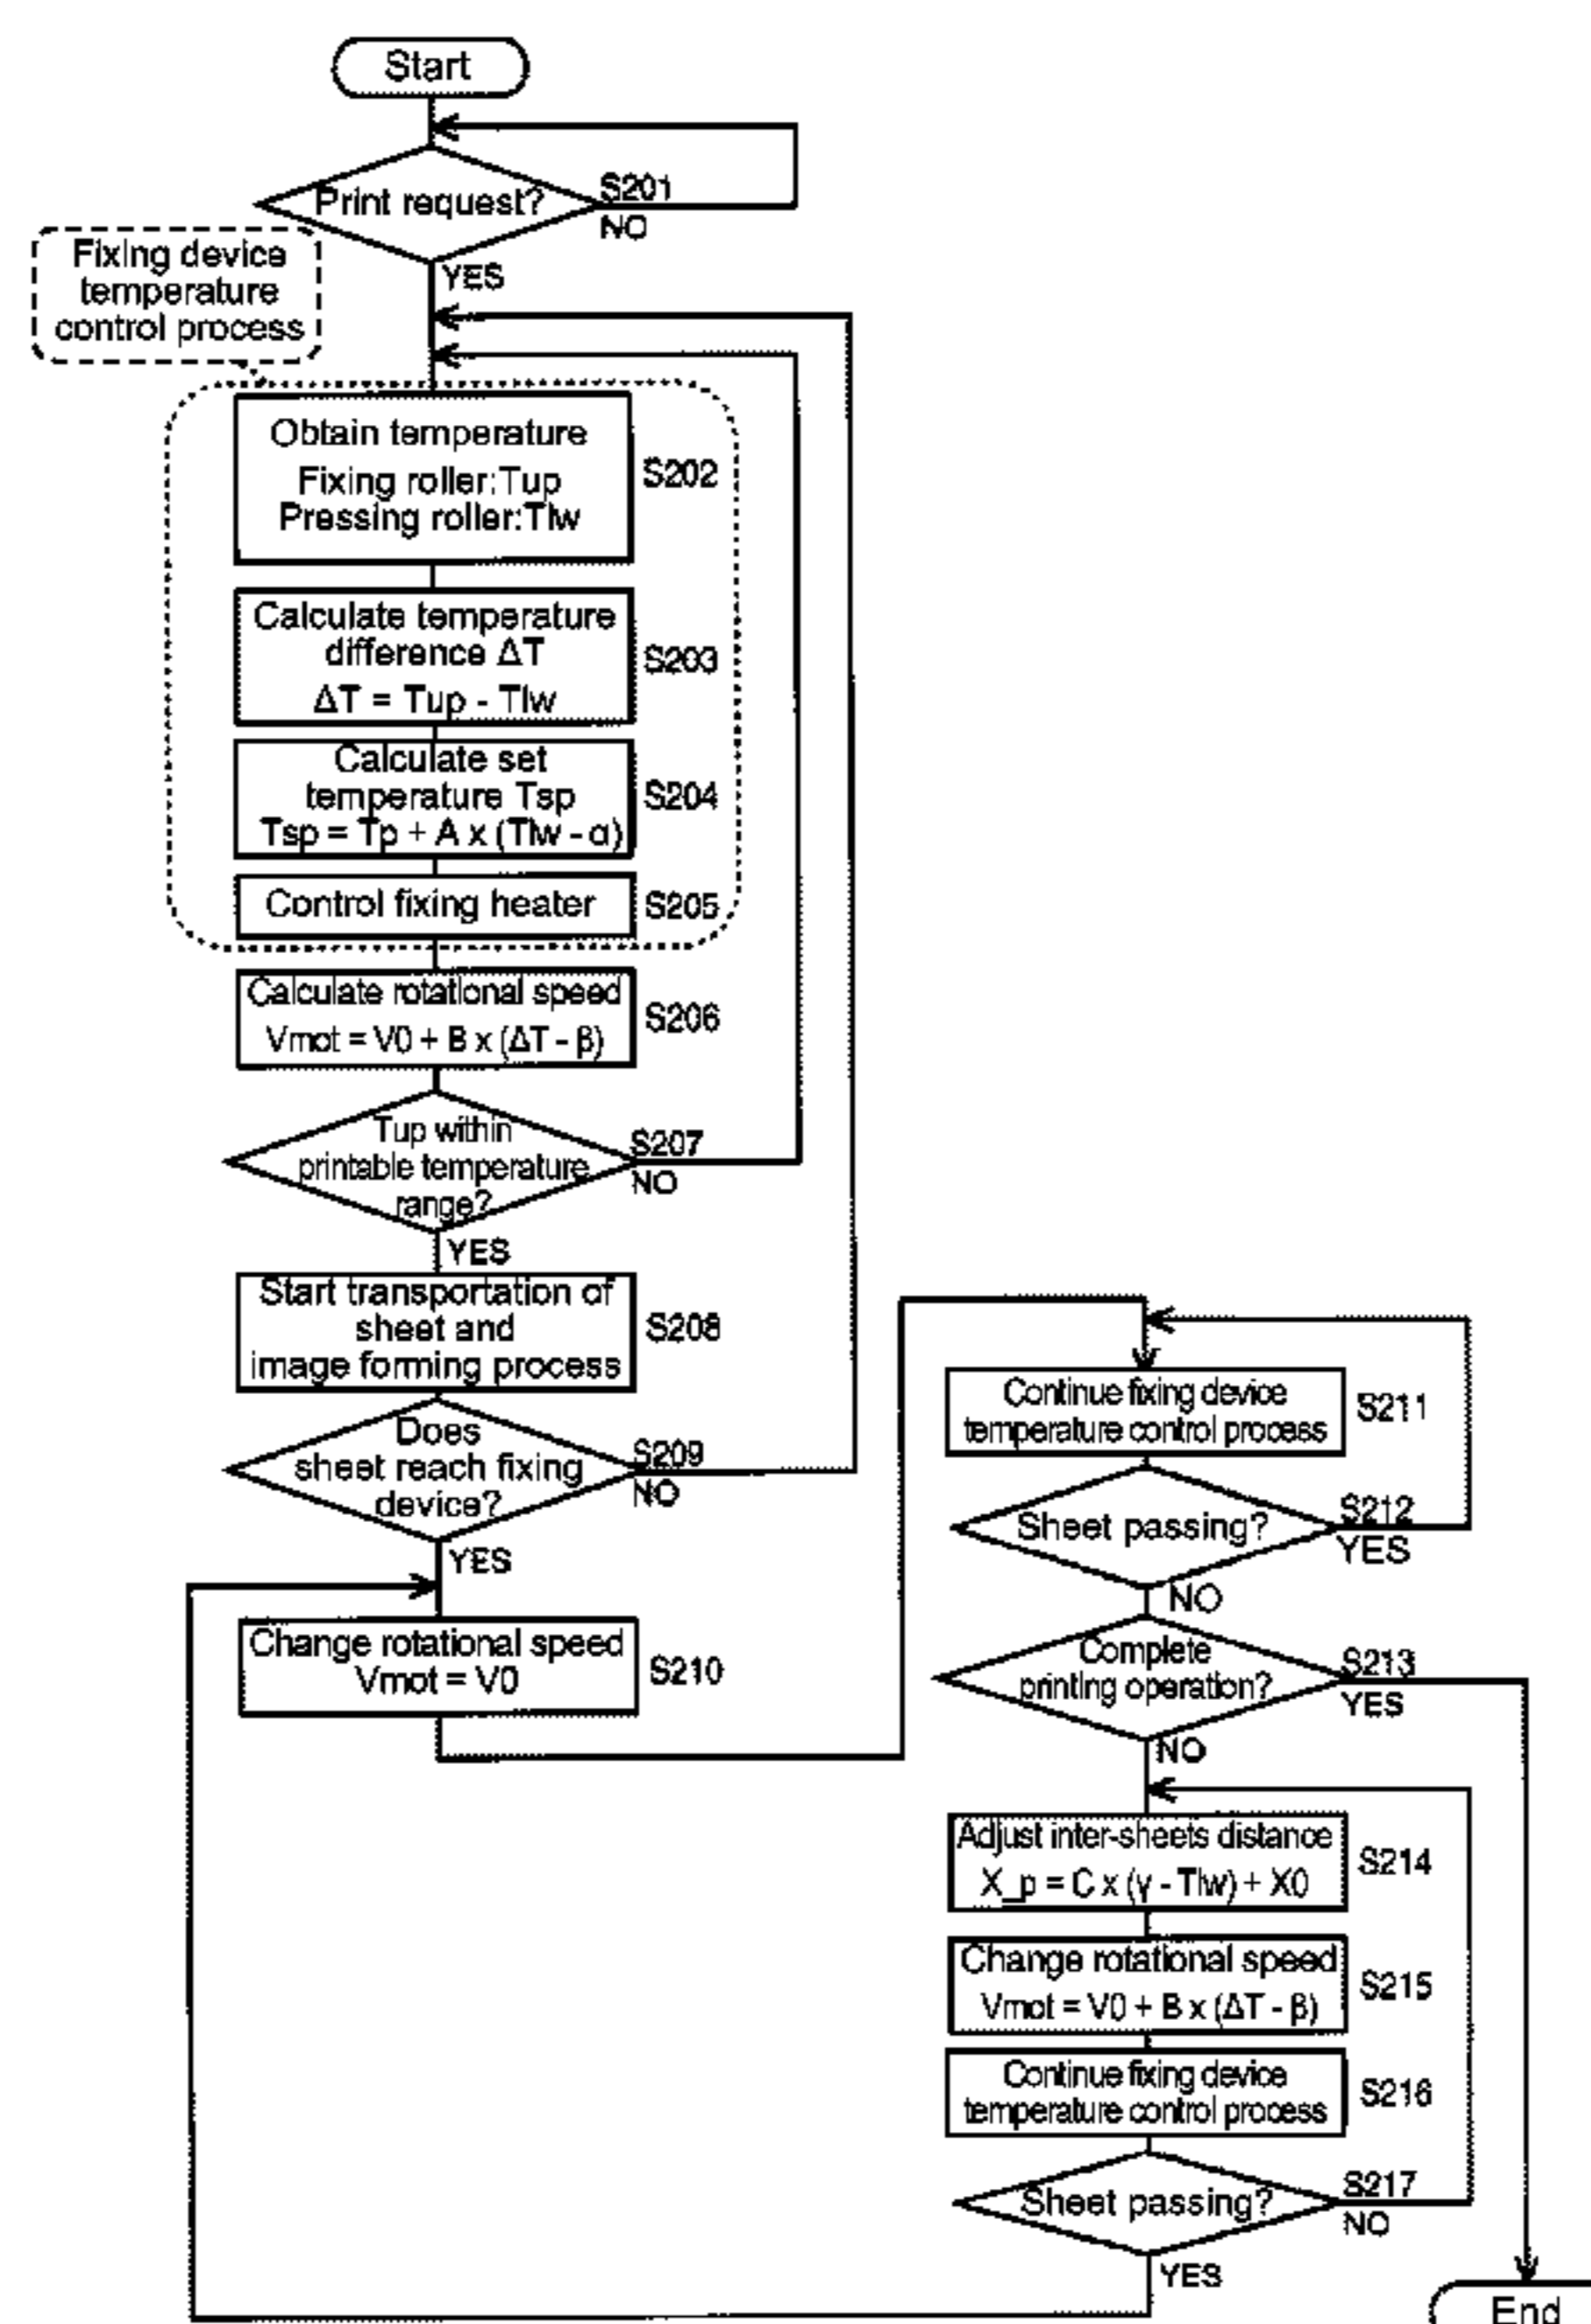 Start
Print request?
S201
NO
YES
Fixing device
temperature
control process
Obtain temperature
Fixing roller:Tup
Pressing roller:Tlw
S202
Calculate temperature
difference ΔT
ΔT = Tup - Tlw
S203
Calculate set
temperature Tsp
Tsp = Tp + A x (Tlw - α)
S204
Control fixing heater
S205
Calculate rotational speed
Vmot = V0 + B x (ΔT - β)
S206
Tup within
printable temperature
range?
S207
NO
YES
Start transportation of
sheet and
image forming process
S208
Does
sheet reach fixing
device?
S209
NO
YES
Change rotational speed
Vmot = V0
S210
Continue fixing device
temperature control process
S211
Sheet passing?
S212
YES
NO
Complete
printing operation?
S213
YES
NO
Adjust inter-sheets distance
X_p = C x (γ - Tlw) + X0
S214
Change rotational speed
Vmot = V0 + B x (ΔT - β)
S215
Continue fixing device
temperature control process
S216
Sheet passing?
S217
NO
YES
End